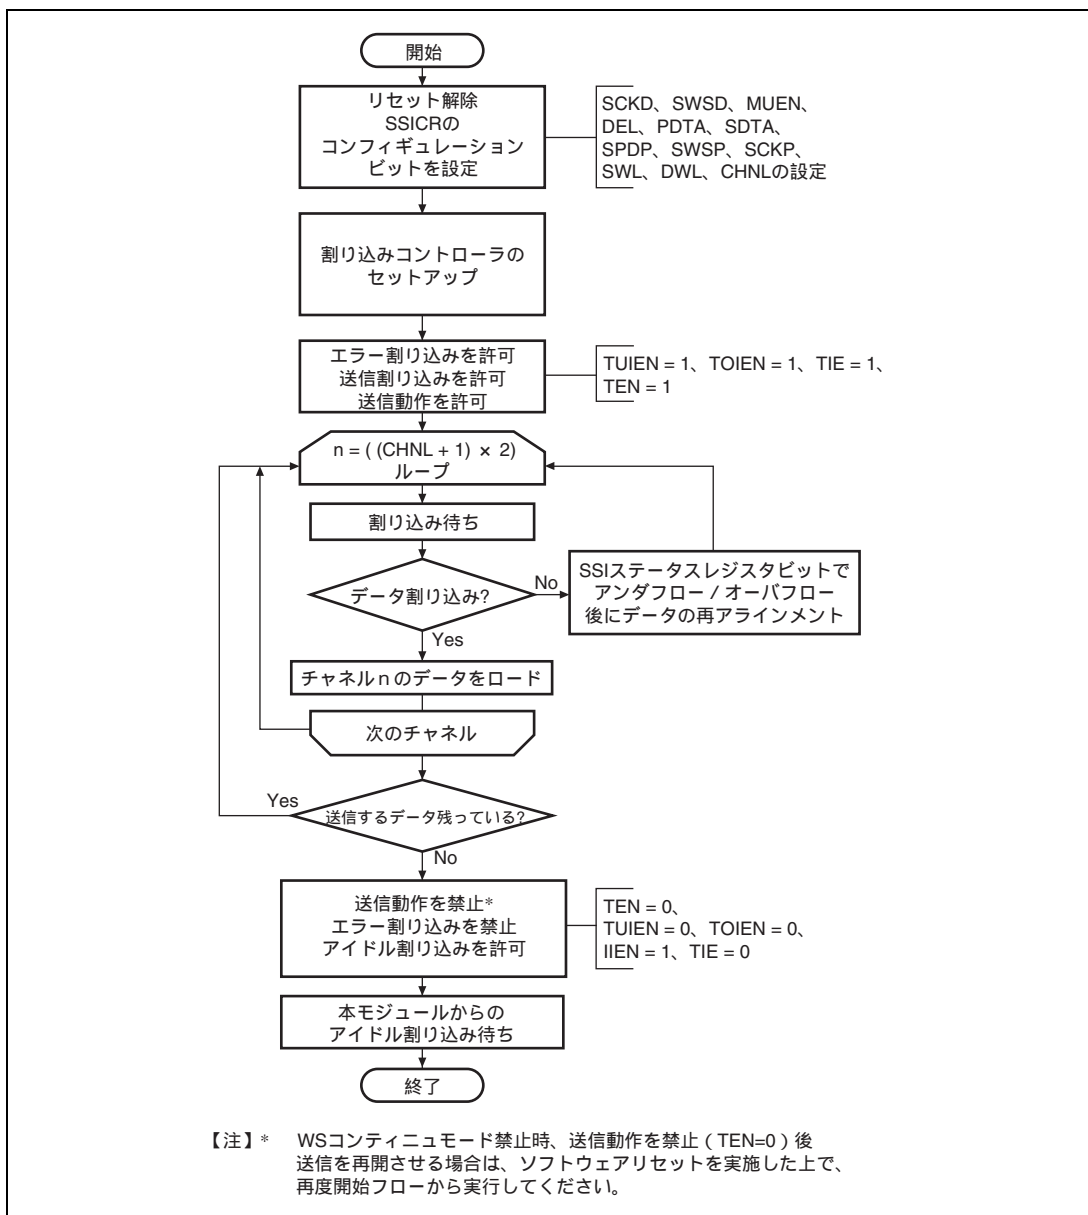 開始
リセット解除
SSICRの
コンフィギュレーション
ビットを設定
SCKD、SWSD、MUEN、
DEL、PDTA、SDTA、
SPDP、SWSP、SCKP、
SWL、DWL、CHNLの設定
割り込みコントローラの
セットアップ
エラー割り込みを許可
送信割り込みを許可
送信動作を許可
TUIEN = 1、TOIEN = 1、TIE = 1、
TEN = 1
n = ( (CHNL + 1) × 2)
ループ
割り込み待ち
データ割り込み?
No
SSIステータスレジスタビットで
アンダフロー / オーバフロー
後にデータの再アラインメント
Yes
チャネル n のデータをロード
次のチャネル
Yes
送信するデータ残っている?
No
送信動作を禁止*
エラー割り込みを禁止
アイドル割り込みを許可
TEN = 0、
TUIEN = 0、TOIEN = 0、
IIEN = 1、TIE = 0
本モジュールからの
アイドル割り込み待ち
終了
【注】* WSコンティニュモード禁止時、送信動作を禁止（TEN=0）後
送信を再開させる場合は、ソフトウェアリセットを実施した上で、
再度開始フローから実行してください。